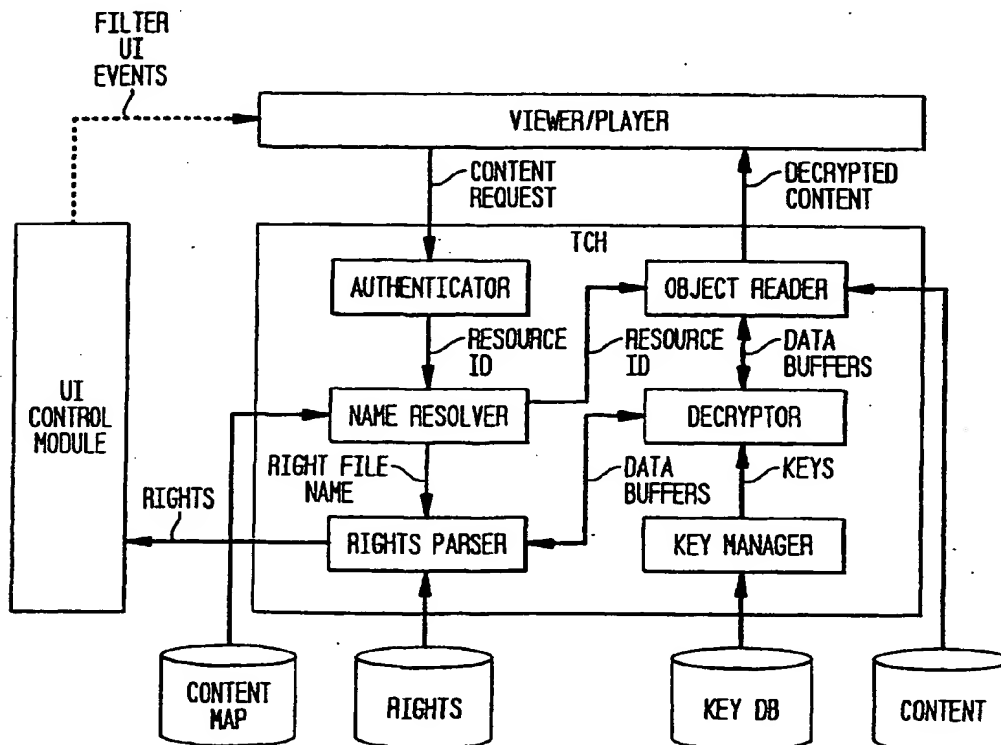 FILTER
UI
EVENTS
VIEWER/PLAYER
CONTENT
REQUEST
DECRYPTED
CONTENT
TCH
AUTHENTICATOR
OBJECT READER
RESOURCE
ID
RESOURCE
ID
DATA
BUFFERS
UI
CONTROL
MODULE
NAME RESOLVER
DECRYPTOR
RIGHT FILE
NAME
DATA
BUFFERS
KEYS
RIGHTS
RIGHTS PARSER
KEY MANAGER
CONTENT
MAP
RIGHTS
KEY DB
CONTENT